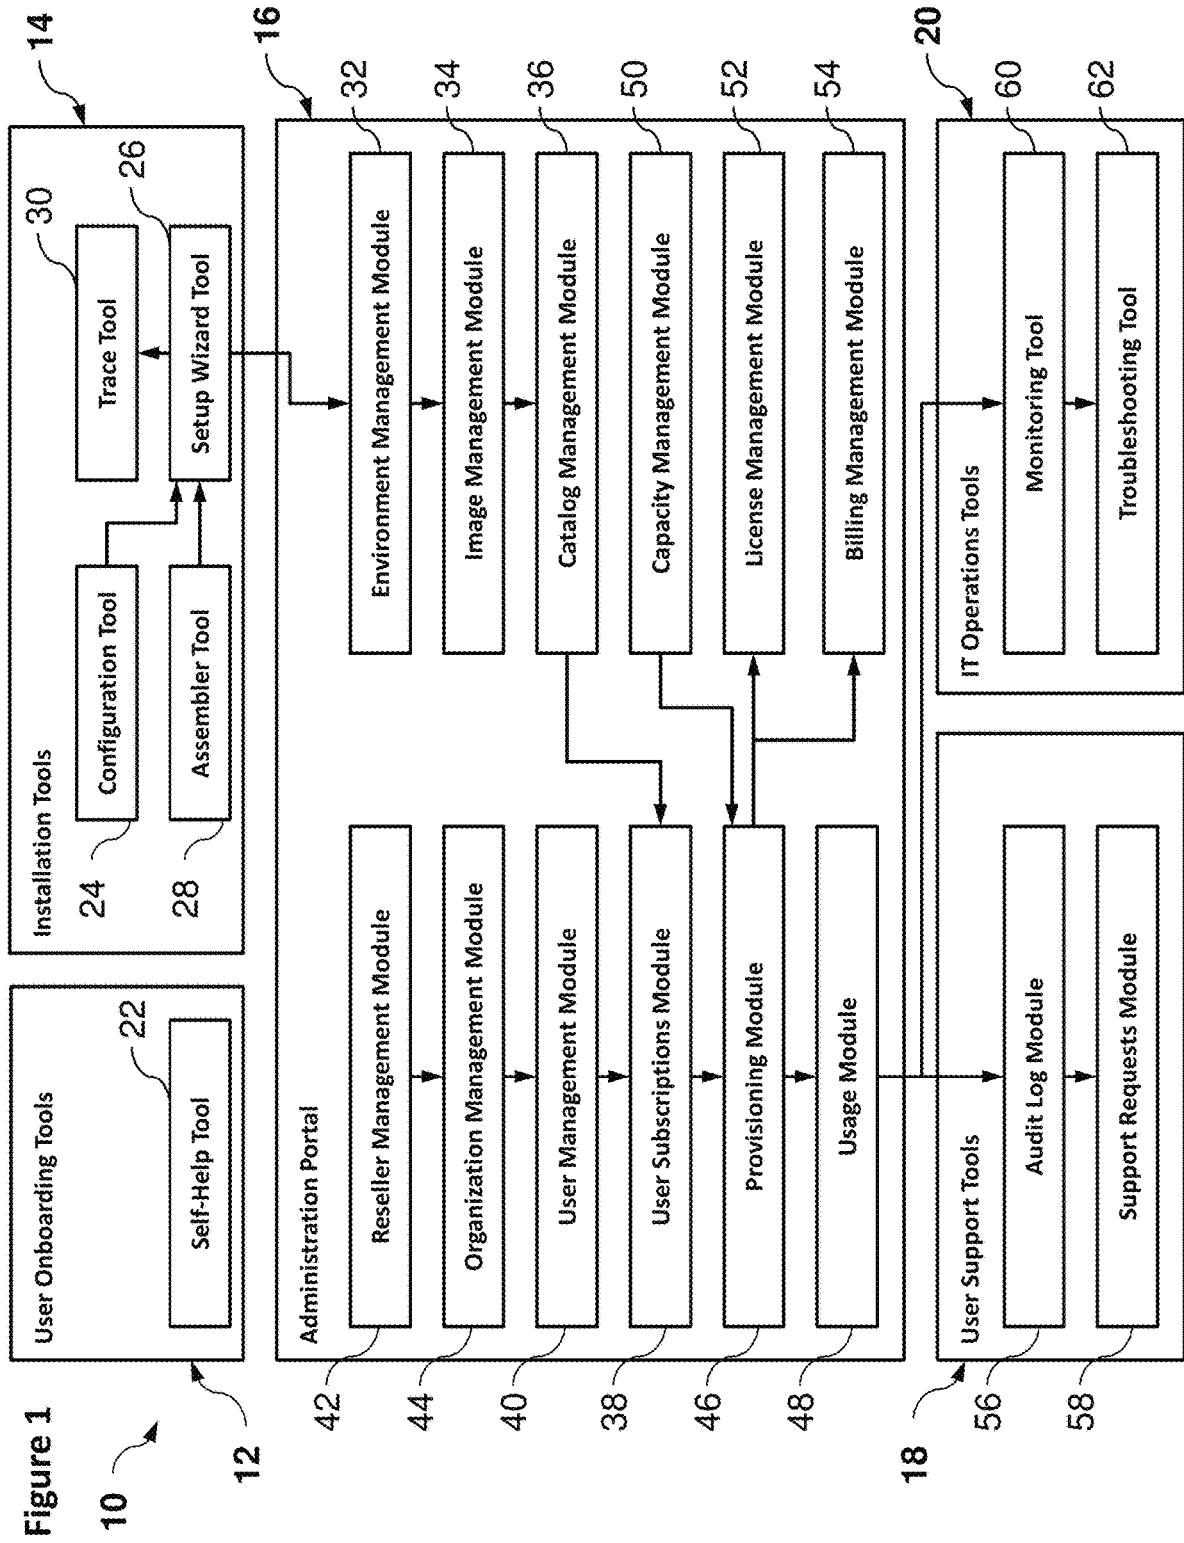 Figure 1
10
12
User Onboarding Tools
Self-Help Tool
22
14
Installation Tools
24
Configuration Tool
Trace Tool
30
28
Assembler Tool
Setup Wizard Tool
26
16
Administration Portal
42
Reseller Management Module
Environment Management Module
32
44
Organization Management Module
Image Management Module
34
40
User Management Module
Catalog Management Module
36
38
User Subscriptions Module
Capacity Management Module
50
46
Provisioning Module
License Management Module
52
48
Usage Module
Billing Management Module
54
18
User Support Tools
56
Audit Log Module
58
Support Requests Module
20
IT Operations Tools
Monitoring Tool
60
Troubleshooting Tool
62